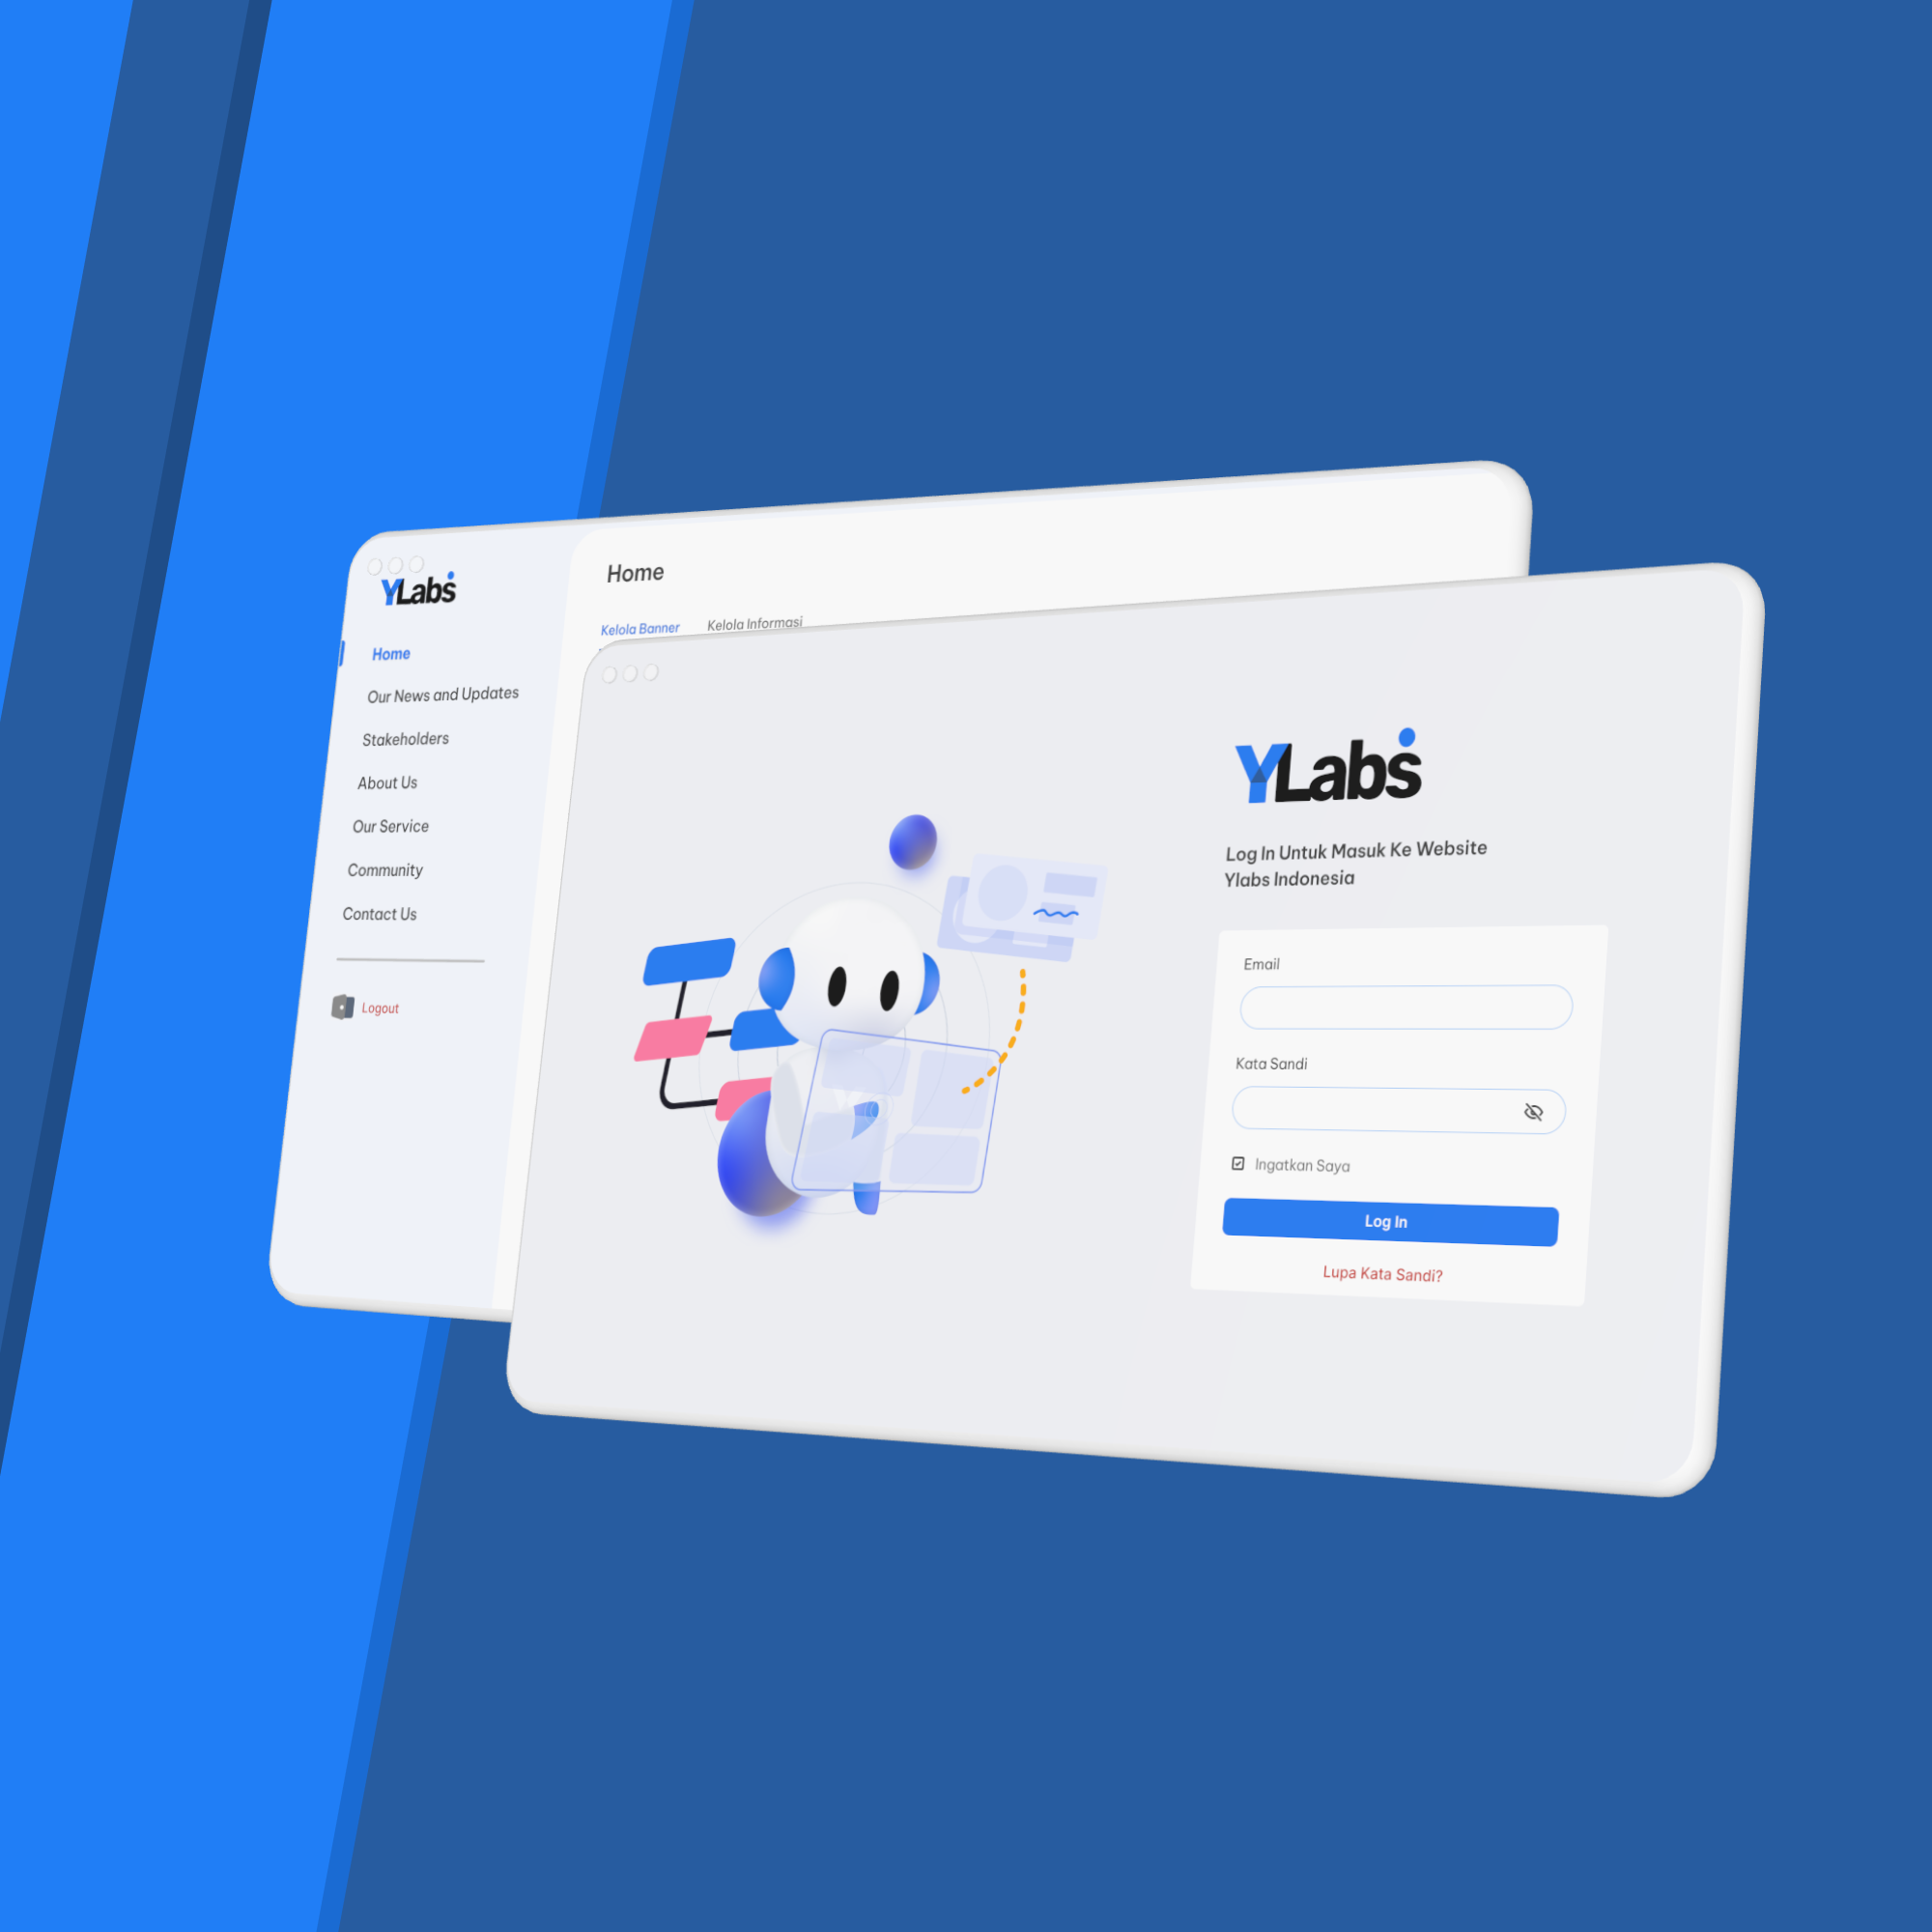 YLabs
Home
Our News and Updates
Stakeholders
About Us
Our Service
Community
Contact Us
Logout
Home
Kelola Banner
Kelola Informasi
YLabs
Log In Untuk Masuk Ke Website
Ylabs Indonesia
Email
Kata Sandi
Ingatkan Saya
Log In
Lupa Kata Sandi?